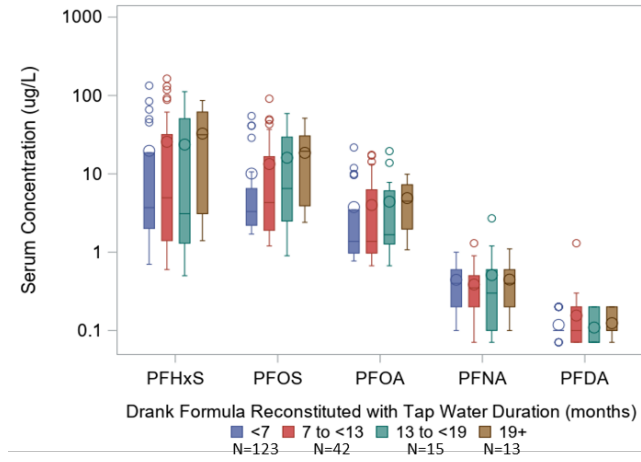 1000
100
10
1
0.1
Serum Concentration (ug/L)
PFHxS PFOS PFOA PFNA PFDA
Drank Formula Reconstituted with Tap Water Duration (months)
<7 7 to <13 13 to <19 19+
N=123 N=42 N=15 N=13